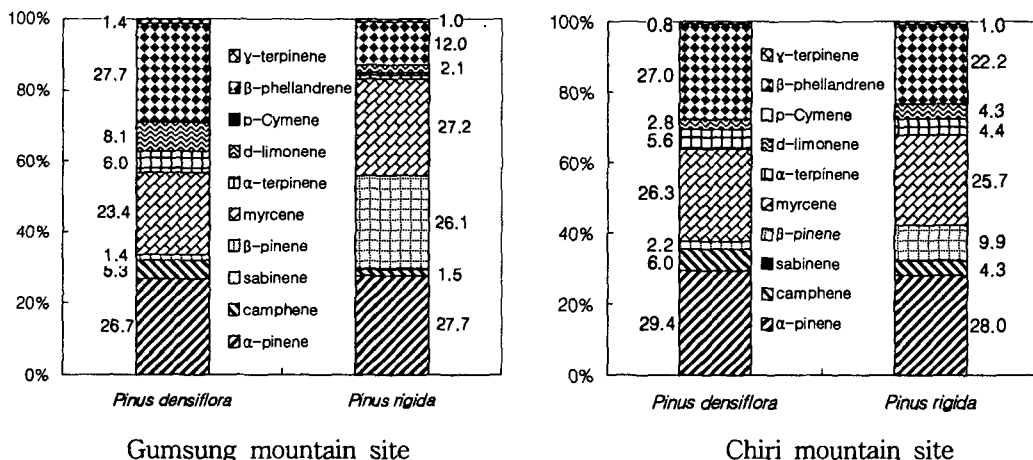 100%
80%
60%
40%
20%
0%
1.4
27.7
8.1
6.0
23.4
1.4
5.3
26.7
γ-terpinene
β-phellandrene
p-Cymene
d-limonene
α-terpinene
myrcene
β-pinene
sabinene
camphene
α-pinene
1.0
12.0
2.1
27.2
26.1
1.5
27.7
Pinus densiflora
Pinus rigida
Gumsung mountain site
100%
80%
60%
40%
20%
0%
0.8
27.0
2.8
5.6
26.3
2.2
6.0
29.4
γ-terpinene
β-phellandrene
p-Cymene
d-limonene
α-terpinene
myrcene
β-pinene
sabinene
camphene
α-pinene
1.0
22.2
4.3
4.4
25.7
9.9
4.3
28.0
Pinus densiflora
Pinus rigida
Chiri mountain site